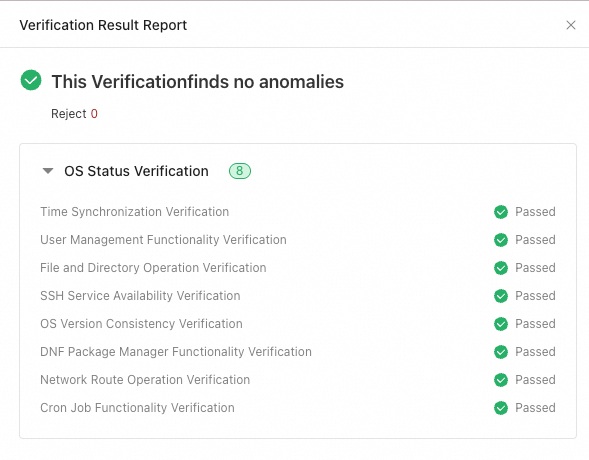 Verification Result Report
This Verificationfinds no anomalies
Reject 0
OS Status Verification 8
Time Synchronization Verification Passed
User Management Functionality Verification Passed
File and Directory Operation Verification Passed
SSH Service Availability Verification Passed
OS Version Consistency Verification Passed
DNF Package Manager Functionality Verification Passed
Network Route Operation Verification Passed
Cron Job Functionality Verification Passed